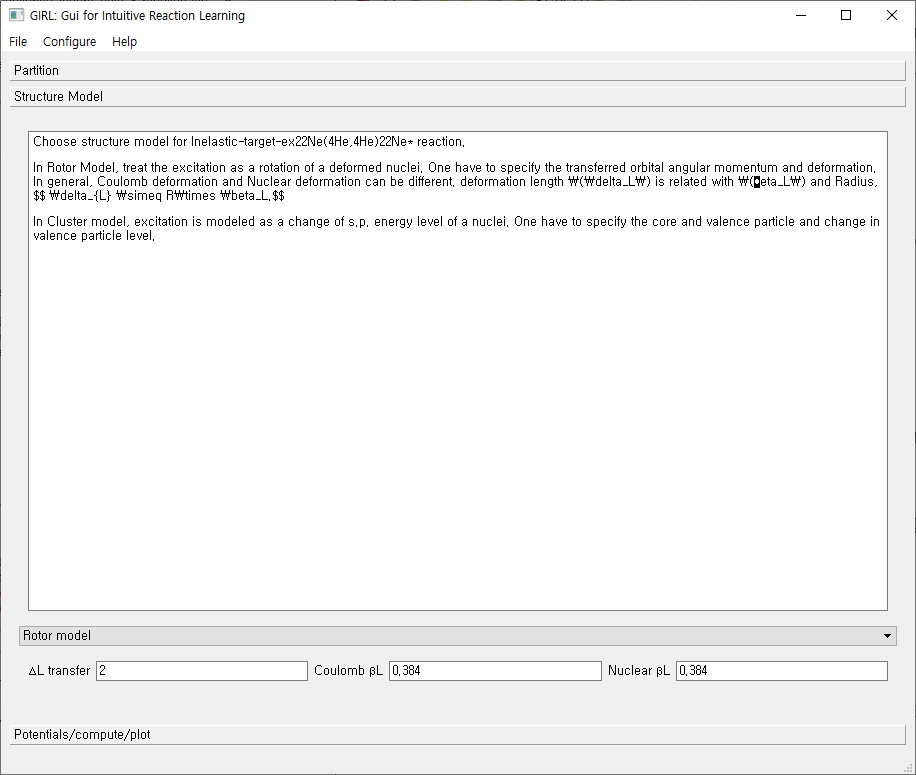 GIRL: Gui for Intuitive Reaction Learning
File Configure Help
Partition
Structure Model
Choose structure model for Inelastic-target-ex22Ne(4He,4He)22Ne* reaction.
In Rotor Model, treat the excitation as a rotation of a deformed nuclei. One have to specify the transferred orbital angular momentum and deformation.
In general, Coulomb deformation and Nuclear deformation can be different. deformation length ₩(₩delta_L₩) is related with ₩(◘eta_L₩) and Radius.
$$ ₩delta_{L} ₩simeq R₩times ₩beta_L.$$
In Cluster model, excitation is modeled as a change of s.p. energy level of a nuclei. One have to specify the core and valence particle and change in
valence particle level.
Rotor model
ΔL transfer 2 Coulomb βL 0.384 Nuclear βL 0.384
Potentials/compute/plot